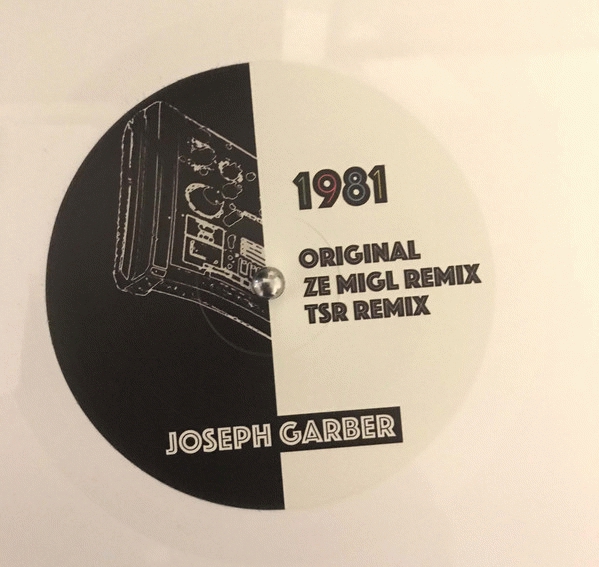 1981
ORIGINAL
ZE MIGL REMIX
TSR REMIX
JOSEPH GARBER